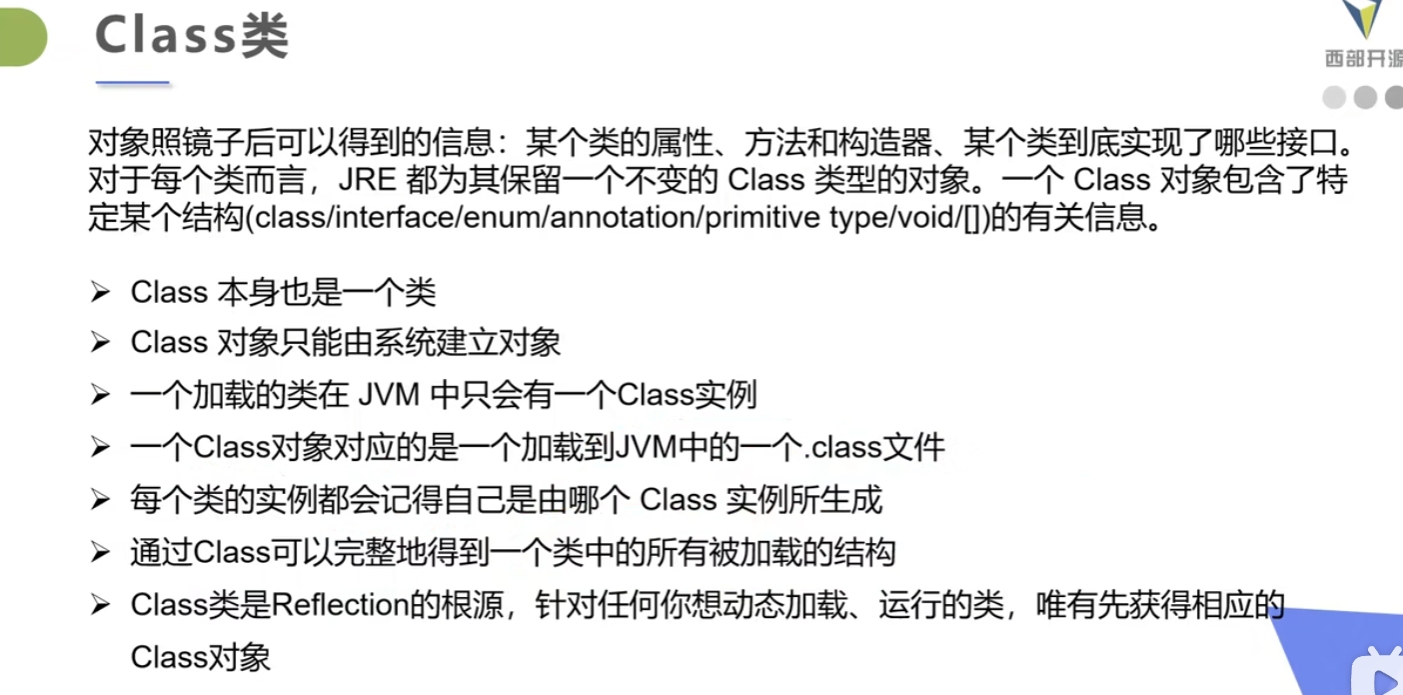 Class类
西部开源
对象照镜子后可以得到的信息：某个类的属性、方法和构造器、某个类到底实现了哪些接口。
对于每个类而言，JRE 都为其保留一个不变的 Class 类型的对象。一个 Class 对象包含了特
定某个结构(class/interface/enum/annotation/primitive type/void/[])的有关信息。
➢ Class 本身也是一个类
➢ Class 对象只能由系统建立对象
➢ 一个加载的类在 JVM 中只会有一个Class实例
➢ 一个Class对象对应的是一个加载到JVM中的一个.class文件
➢ 每个类的实例都会记得自己是由哪个 Class 实例所生成
➢ 通过Class可以完整地得到一个类中的所有被加载的结构
➢ Class类是Reflection的根源，针对任何你想动态加载、运行的类，唯有先获得相应的
Class对象